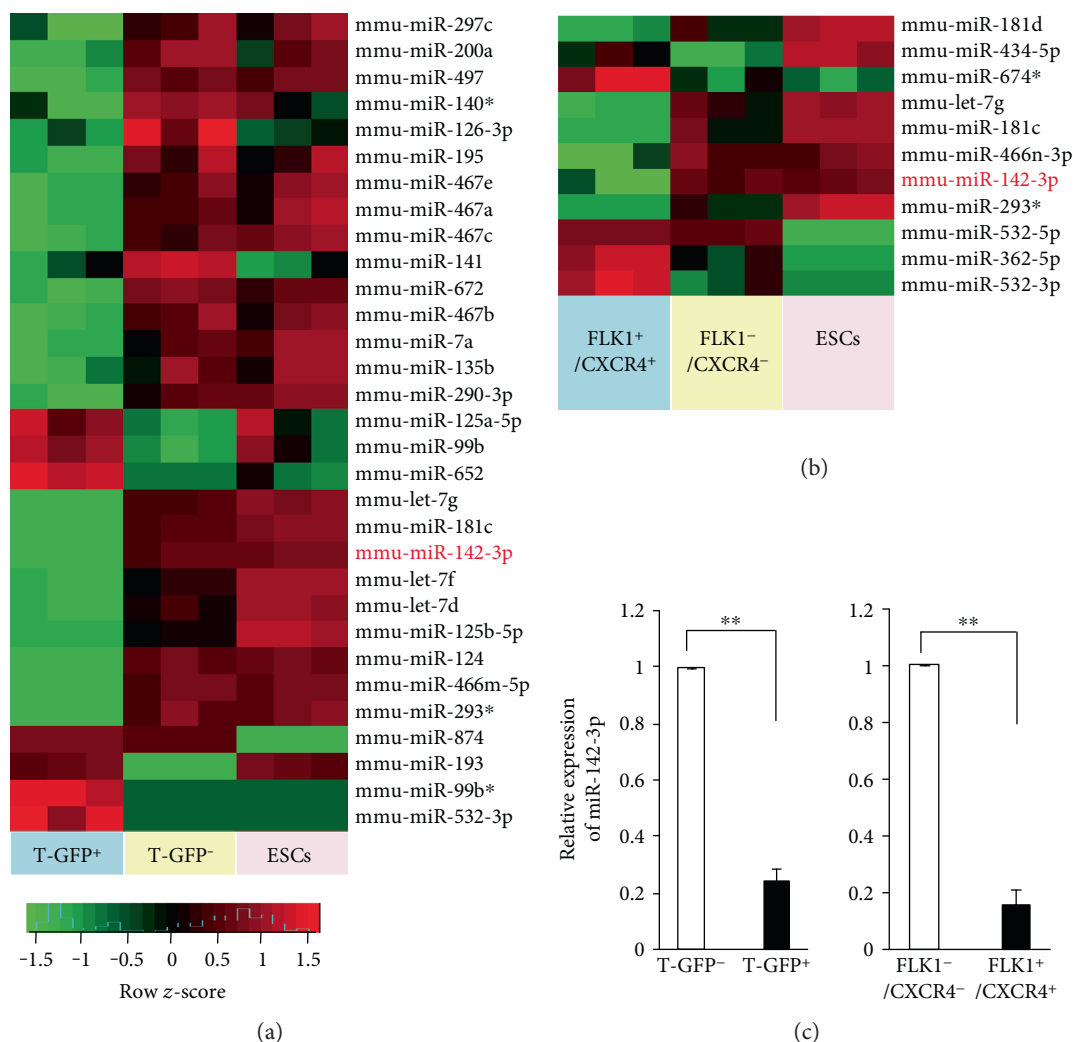 mmu-miR-297c
mmu-miR-200a
mmu-miR-497
mmu-miR-140*
mmu-miR-126-3p
mmu-miR-195
mmu-miR-467e
mmu-miR-467a
mmu-miR-467c
mmu-miR-141
mmu-miR-672
mmu-miR-467b
mmu-miR-7a
mmu-miR-135b
mmu-miR-290-3p
mmu-miR-125a-5p
mmu-miR-99b
mmu-miR-652
mmu-let-7g
mmu-miR-181c
mmu-miR-142-3p
mmu-let-7f
mmu-let-7d
mmu-miR-125b-5p
mmu-miR-124
mmu-miR-466m-5p
mmu-miR-293*
mmu-miR-874
mmu-miR-193
mmu-miR-99b*
mmu-miR-532-3p
T-GFP⁺ T-GFP⁻ ESCs
-1.5 -1 -0.5 0 0.5 1 1.5
Row z-score
(a)
mmu-miR-181d
mmu-miR-434-5p
mmu-miR-674*
mmu-let-7g
mmu-miR-181c
mmu-miR-466n-3p
mmu-miR-142-3p
mmu-miR-293*
mmu-miR-532-5p
mmu-miR-362-5p
mmu-miR-532-3p
FLK1⁺ FLK1⁻ ESCs
/CXCR4⁺ /CXCR4⁻
(b)
Relative expression
of miR-142-3p
1.2
1
0.8
0.6
0.4
0.2
0
**
T-GFP⁻ T-GFP⁺
1.2
1
0.8
0.6
0.4
0.2
0
**
FLK1⁻ FLK1⁺
/CXCR4⁻ /CXCR4⁺
(c)